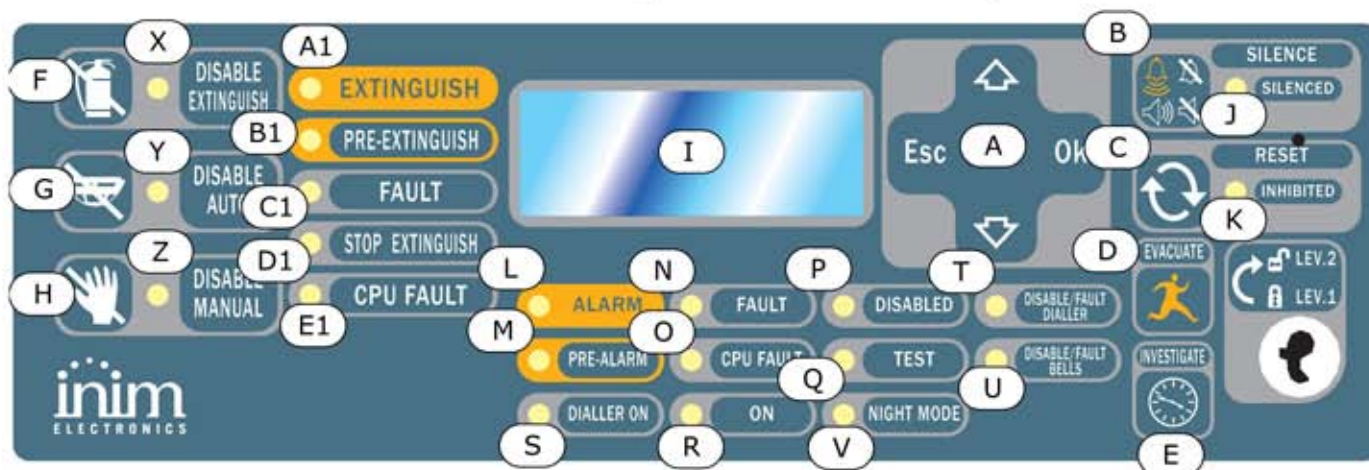 X
A1
F
DISABLE
EXTINGUISH
EXTINGUISH
B1
PRE-EXTINGUISH
Y
G
DISABLE
AUTO
C1
FAULT
Z
D1
STOP EXTINGUISH
H
DISABLE
MANUAL
E1
CPU FAULT
inim
ELECTRONICS
I
Esc
A
Ok
B
SILENCE
SILENCED
J
C
RESET
INHIBITED
K
D
EVACUATE
LEV.2
LEV.1
INVESTIGATE
E
L
ALARM
N
FAULT
P
DISABLED
T
DISABLE/FAULT
DIALLER
M
PRE-ALARM
O
CPU FAULT
Q
TEST
U
DISABLE/FAULT
BELLS
S
DIALLER ON
R
ON
V
NIGHT MODE